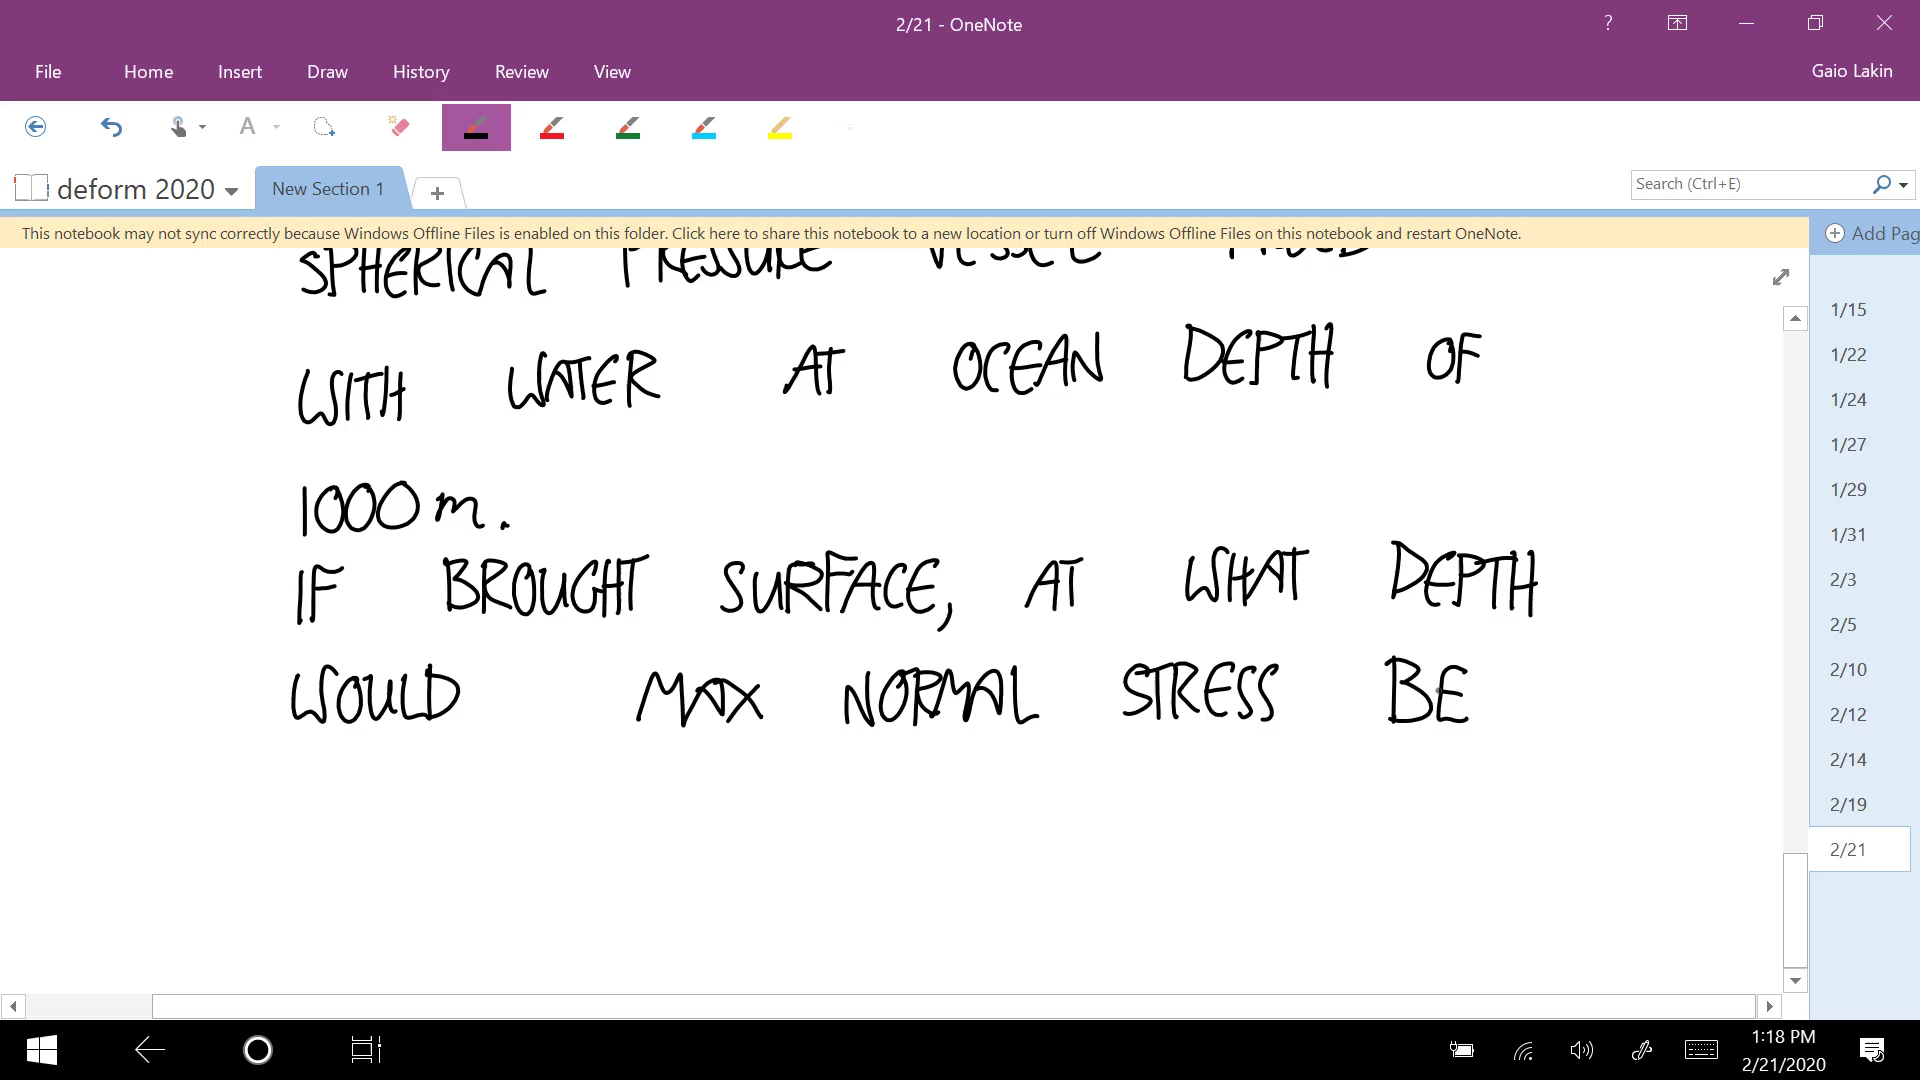 2/21 - OneNote
?
File Home Insert Draw History Review View
Gaio Lakin
A
deform 2020
New Section 1
+
Search (Ctrl+E)
This notebook may not sync correctly because Windows Offline Files is enabled on this folder. Click here to share this notebook to a new location or turn off Windows Offline Files on this notebook and restart OneNote.
Add Pag
SPHERICAL PRESSURE VESSEL
WITH WATER AT OCEAN DEPTH OF
1000 m.
IF BROUGHT SURFACE, AT WHAT DEPTH
WOULD MAX NORMAL STRESS BE
1/15
1/22
1/24
1/27
1/29
1/31
2/3
2/5
2/10
2/12
2/14
2/19
2/21
1:18 PM
2/21/2020